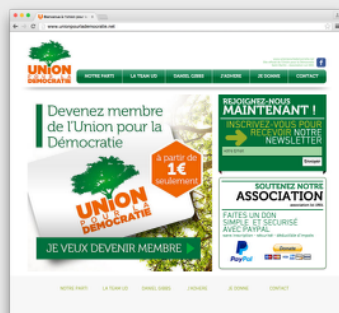 www.unionpourlademocratie.net
UNION
POUR LA
DÉMOCRATIE
NOTRE PARTI
LA TEAM UD
DANIEL GIBBS
J'ADHÈRE
JE DONNE
CONTACT
Devenez membre
de l'Union pour la
Démocratie
à partir de
1€
seulement
UNION
POUR LA
DÉMOCRATIE
JE VEUX DEVENIR MEMBRE
REJOIGNEZ-NOUS
MAINTENANT !
INSCRIVEZ-VOUS POUR
RECEVOIR NOTRE
NEWSLETTER
Envoyer
SOUTENEZ NOTRE
ASSOCIATION
FAITES UN DON
SIMPLE ET SECURISÉ
AVEC PAYPAL
PayPal
Donate
NOTRE PARTI
LA TEAM UD
DANIEL GIBBS
J'ADHÈRE
JE DONNE
CONTACT